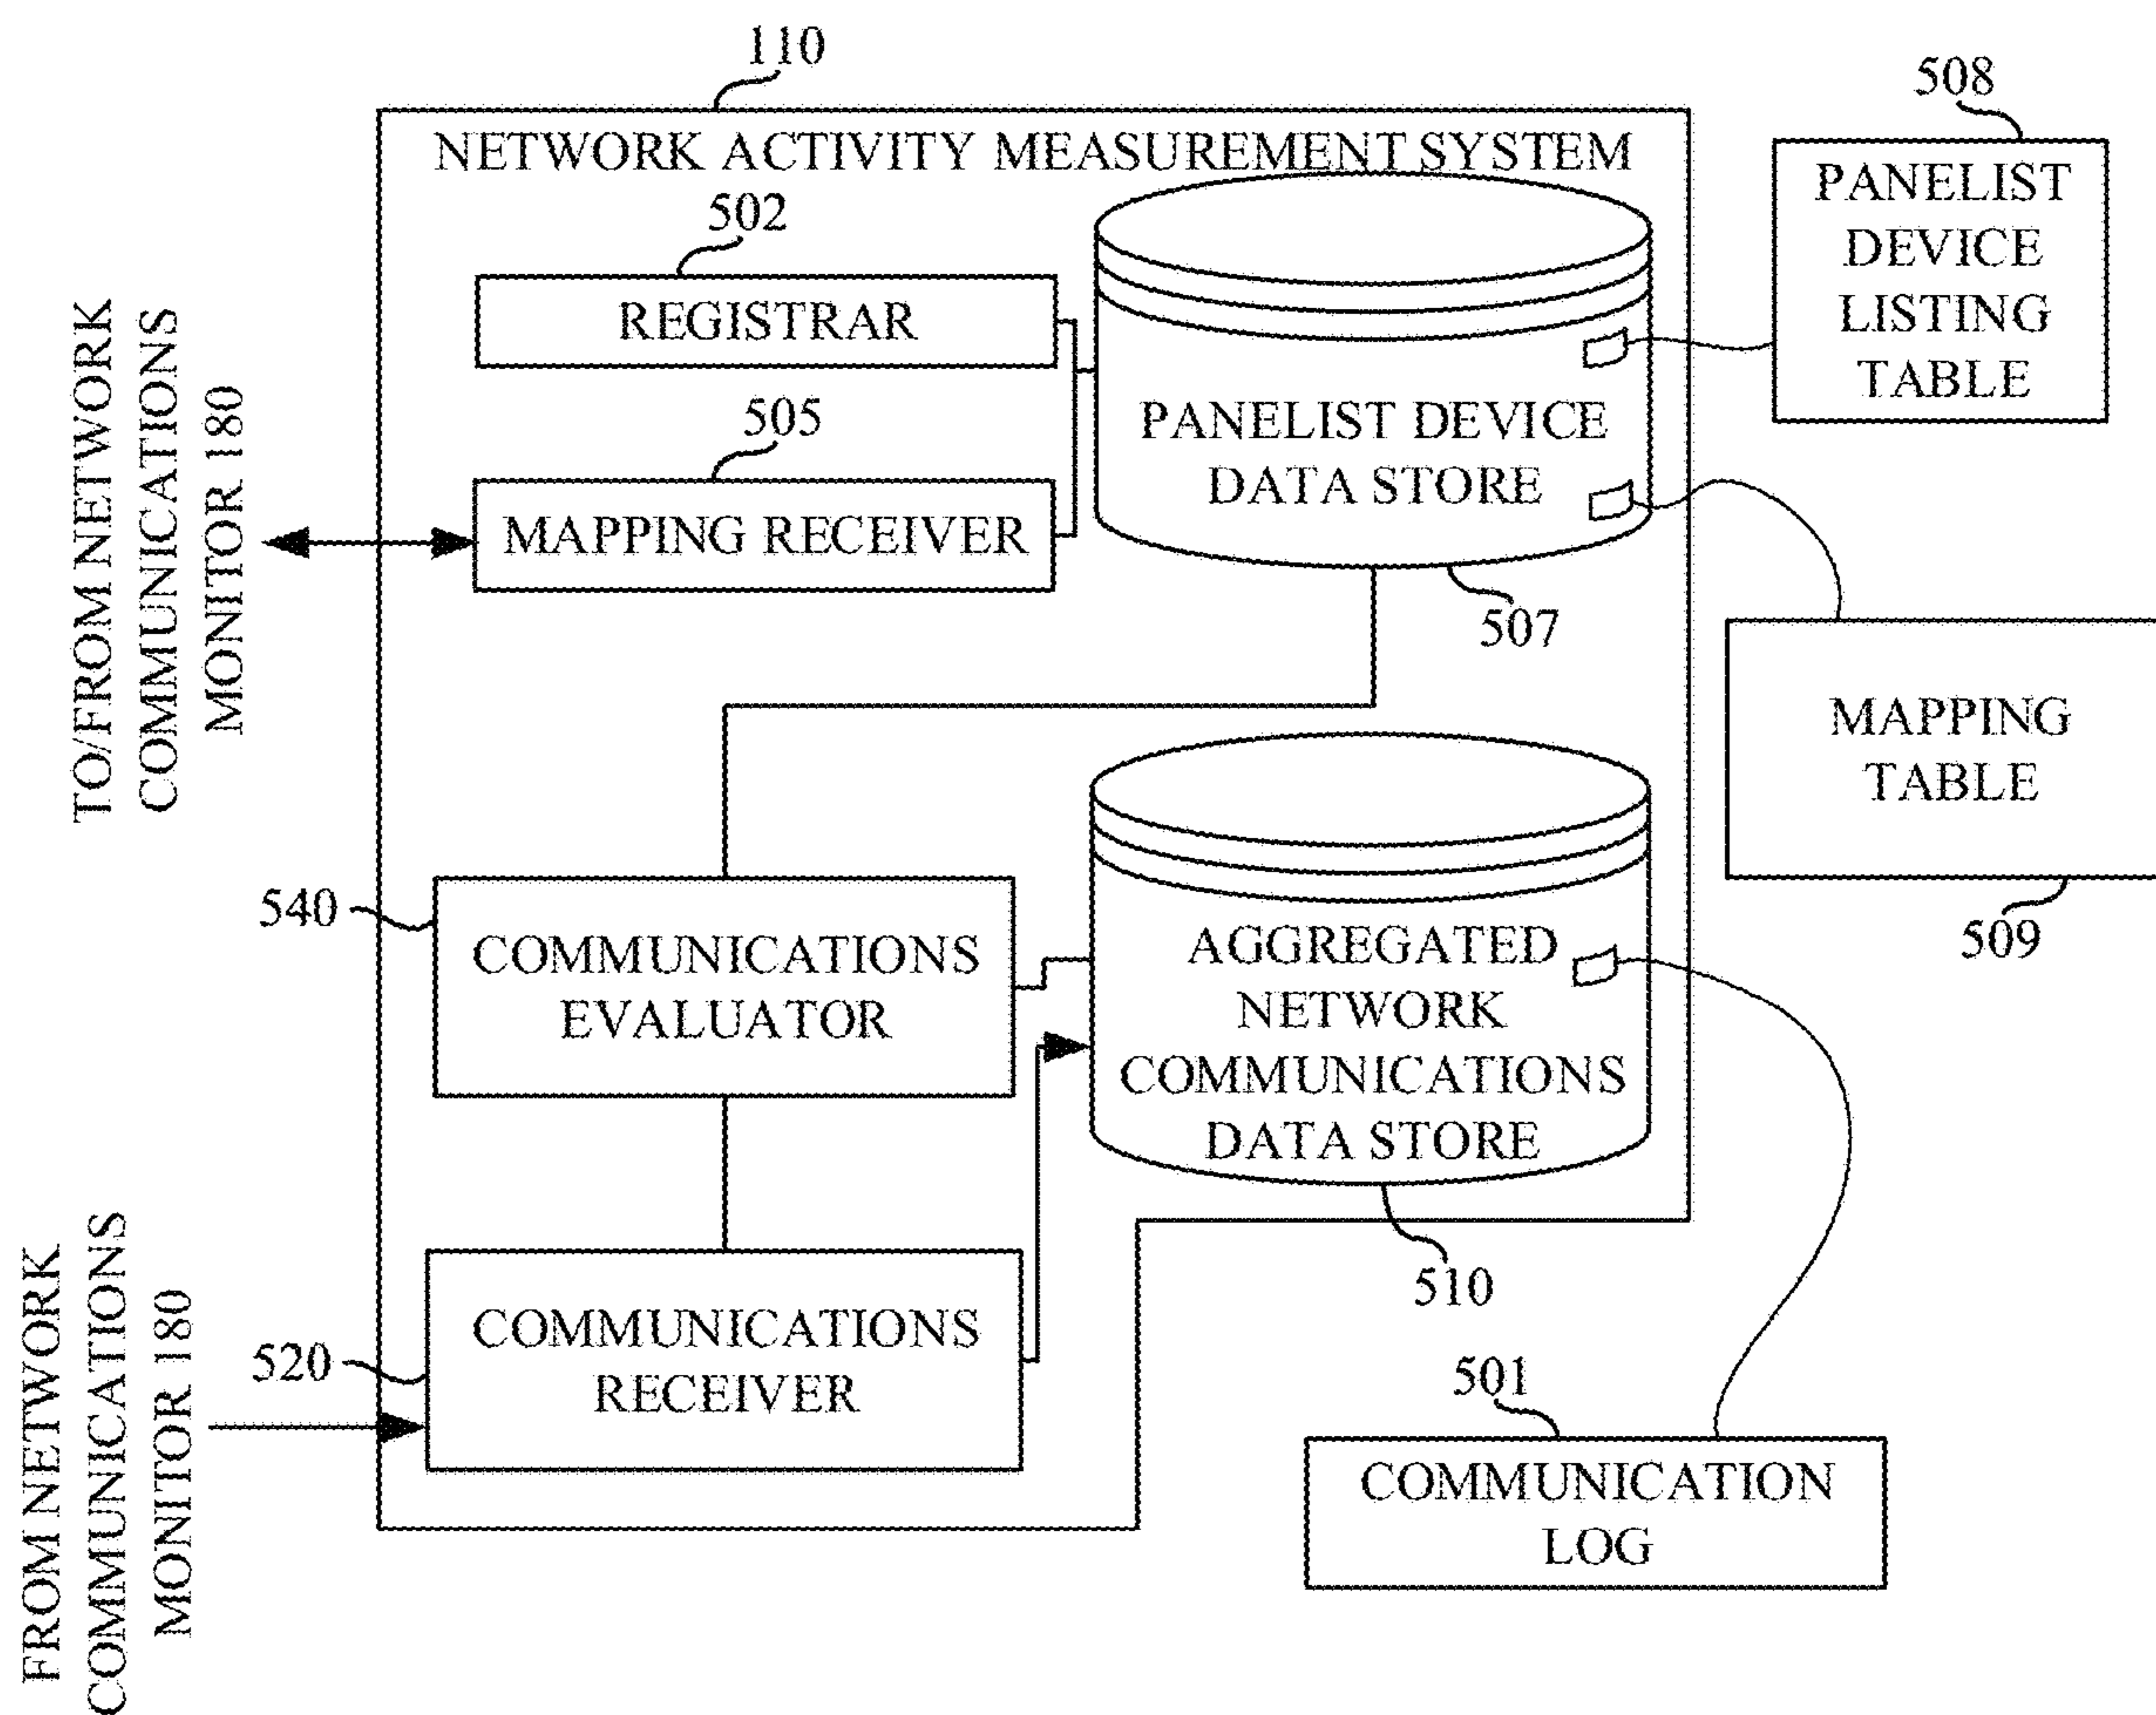 110
NETWORK ACTIVITY MEASUREMENT SYSTEM
508
PANELIST
DEVICE
LISTING
TABLE
502
REGISTRAR
505
MAPPING RECEIVER
TO/FROM NETWORK
COMMUNICATIONS
MONITOR 180
PANELIST DEVICE
DATA STORE
507
MAPPING
TABLE
509
540
COMMUNICATIONS
EVALUATOR
AGGREGATED
NETWORK
COMMUNICATIONS
DATA STORE
510
FROM NETWORK
COMMUNICATIONS
MONITOR 180
520
COMMUNICATIONS
RECEIVER
501
COMMUNICATION
LOG